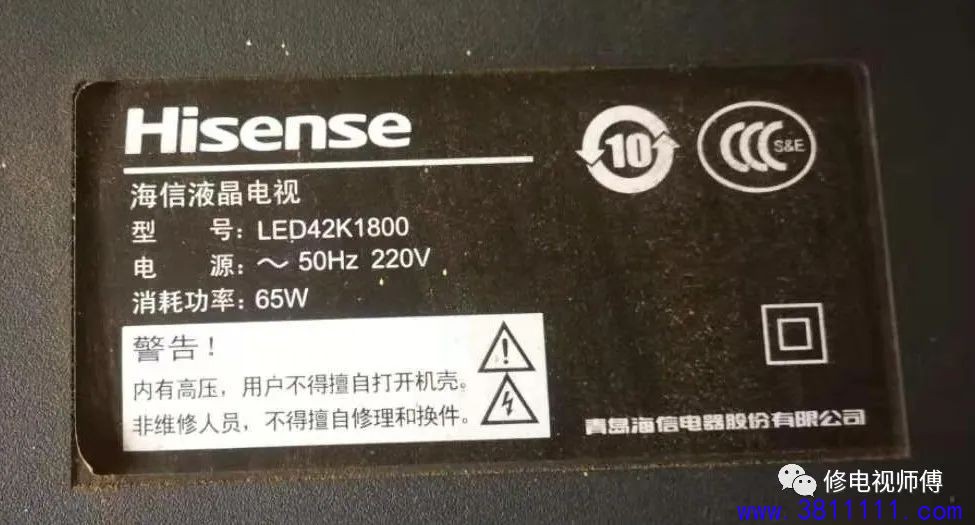 Hisense
海信液晶电视
型　　号：LED42K1800
电　　源：～ 50Hz 220V
消耗功率：65W
10
CCC S&E
警告！
内有高压，用户不得擅自打开机壳。
非维修人员，不得擅自修理和换件。
青岛海信电器股份有限公司
修电视师傅
www.3811111.com